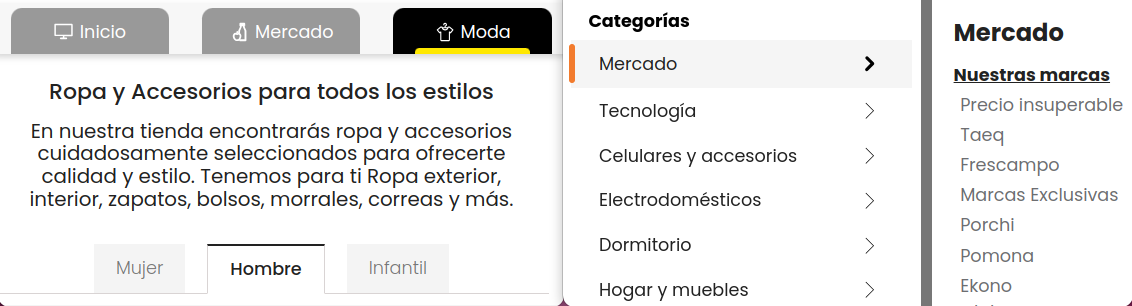 Inicio
Mercado
Moda
Ropa y Accesorios para todos los estilos
En nuestra tienda encontrarás ropa y accesorios
cuidadosamente seleccionados para ofrecerte
calidad y estilo. Tenemos para ti Ropa exterior,
interior, zapatos, bolsos, morrales, correas y más.
Mujer
Hombre
Infantil
Categorías
Mercado
Tecnología
Celulares y accesorios
Electrodomésticos
Dormitorio
Hogar y muebles
Mercado
Nuestras marcas
Precio insuperable
Taeq
Frescampo
Marcas Exclusivas
Porchi
Pomona
Ekono